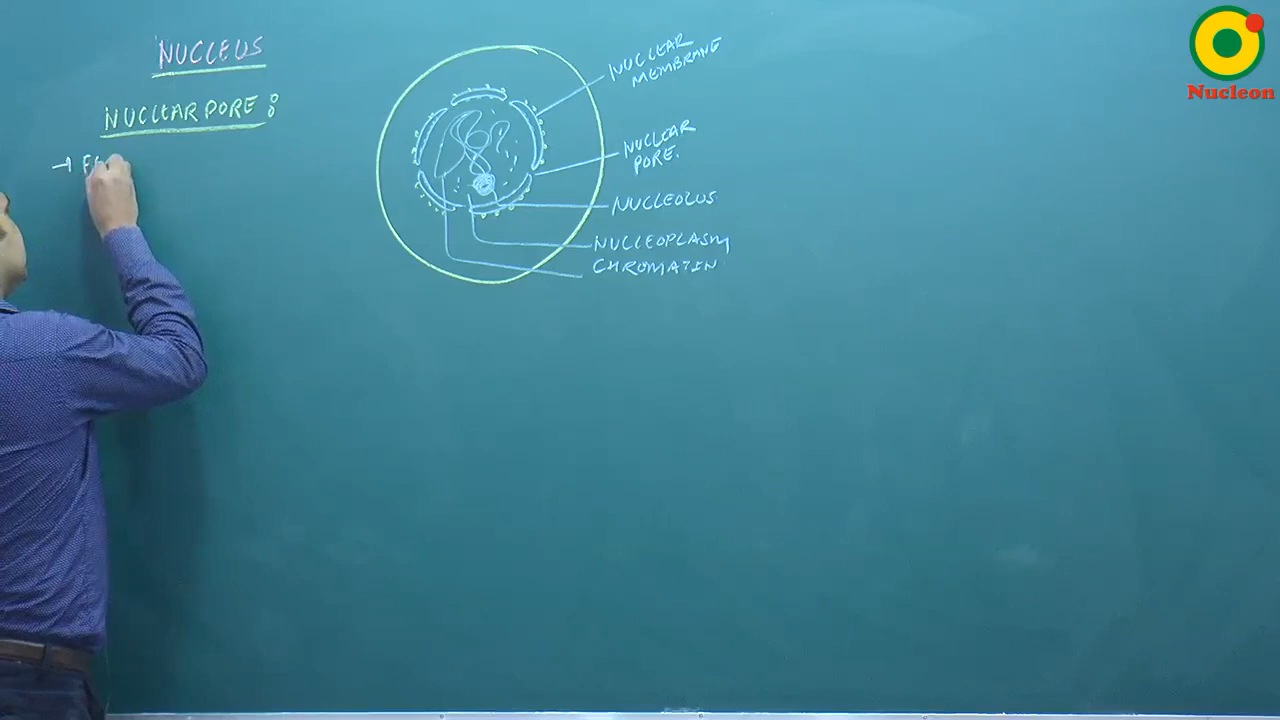 NUCLEUS
NUCLEAR PORE :
NUCLEAR
MEMBRANE
NUCLEAR
PORE.
NUCLEOLUS
NUCLEOPLASM
CHROMATIN
Nucleon